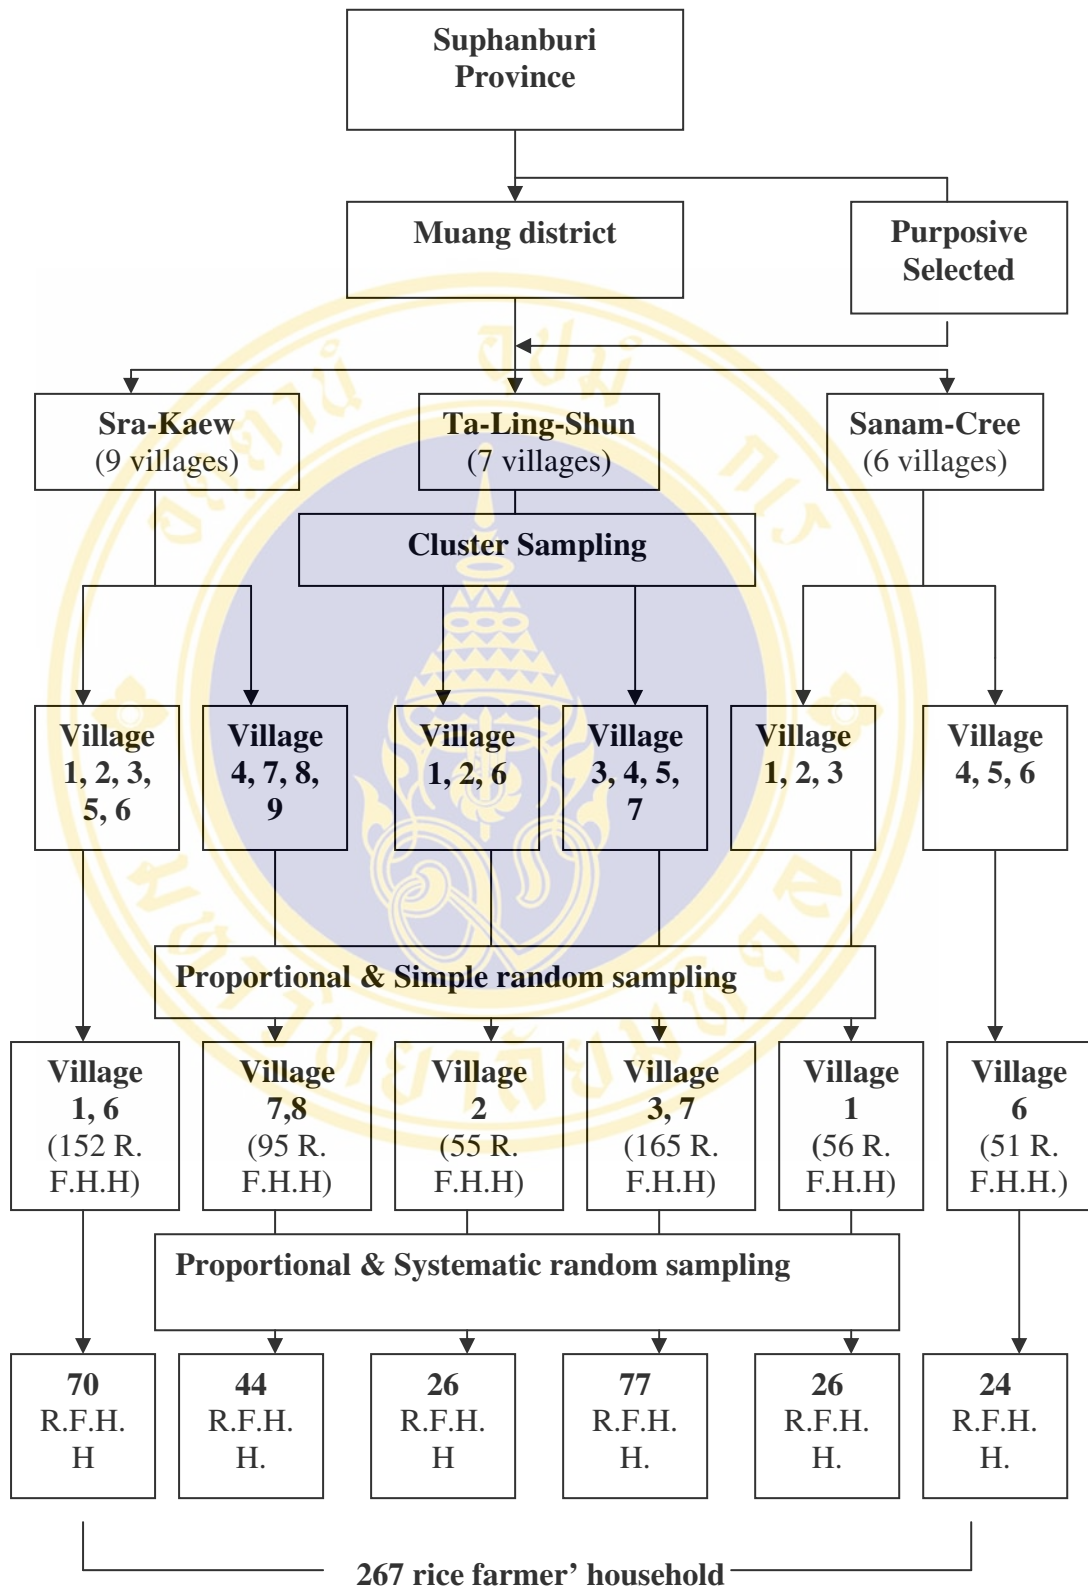 Suphanburi
Province
Muang district
Purposive
Selected
Sra-Kaew
(9 villages)
Ta-Ling-Shun
(7 villages)
Sanam-Cree
(6 villages)
Cluster Sampling
Village
1, 2, 3,
5, 6
Village
4, 7, 8,
9
Village
1, 2, 6
Village
3, 4, 5,
7
Village
1, 2, 3
Village
4, 5, 6
Proportional & Simple random sampling
Village
1, 6
(152 R.
F.H.H)
Village
7,8
(95 R.
F.H.H)
Village
2
(55 R.
F.H.H)
Village
3, 7
(165 R.
F.H.H)
Village
1
(56 R.
F.H.H)
Village
6
(51 R.
F.H.H.)
Proportional & Systematic random sampling
70
R.F.H.
H
44
R.F.H.
H.
26
R.F.H.
H
77
R.F.H.
H.
26
R.F.H.
H.
24
R.F.H.
H.
267 rice farmer’ household